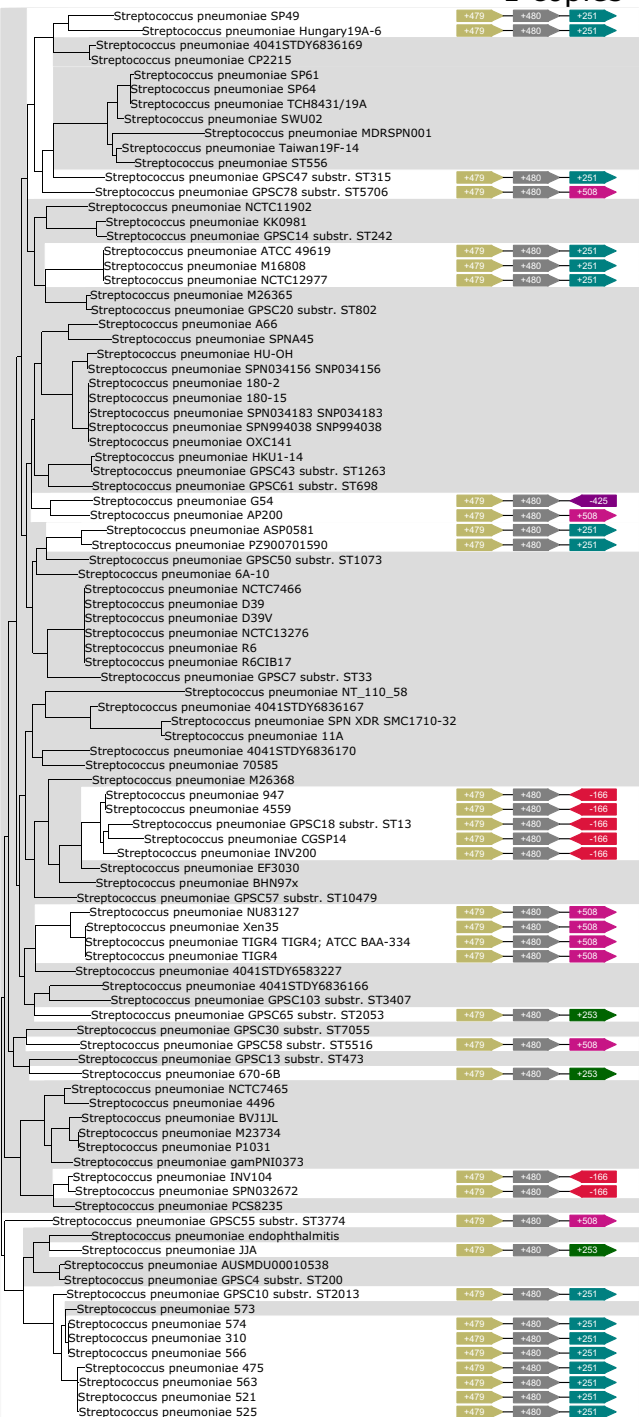 2 copies
Streptococcus pneumoniae SP49 +479 +480 +251
Streptococcus pneumoniae Hungary19A-6 +479 +480 +251
Streptococcus pneumoniae 4041STDY6836169
Streptococcus pneumoniae CP2215
Streptococcus pneumoniae SP61
Streptococcus pneumoniae SP64
Streptococcus pneumoniae TCH8431/19A
Streptococcus pneumoniae SWU02
Streptococcus pneumoniae MDRSPN001
Streptococcus pneumoniae Taiwan19F-14
Streptococcus pneumoniae ST556
Streptococcus pneumoniae GPSC47 substr. ST315 +479 +480 +251
Streptococcus pneumoniae GPSC78 substr. ST5706 +479 +480 +508
Streptococcus pneumoniae NCTC11902
Streptococcus pneumoniae KK0981
Streptococcus pneumoniae GPSC14 substr. ST242
Streptococcus pneumoniae ATCC 49619 +479 +480 +251
Streptococcus pneumoniae M16808 +479 +480 +251
Streptococcus pneumoniae NCTC12977 +479 +480 +251
Streptococcus pneumoniae M26365
Streptococcus pneumoniae GPSC20 substr. ST802
Streptococcus pneumoniae A66
Streptococcus pneumoniae SPNA45
Streptococcus pneumoniae HU-OH
Streptococcus pneumoniae SPN034156 SNP034156
Streptococcus pneumoniae 180-2
Streptococcus pneumoniae 180-15
Streptococcus pneumoniae SPN034183 SNP034183
Streptococcus pneumoniae SPN994038 SNP994038
Streptococcus pneumoniae OXC141
Streptococcus pneumoniae HKU1-14
Streptococcus pneumoniae GPSC43 substr. ST1263
Streptococcus pneumoniae GPSC61 substr. ST698
Streptococcus pneumoniae G54 +479 +480 -425
Streptococcus pneumoniae AP200 +479 +480 +508
Streptococcus pneumoniae ASP0581 +479 +480 +251
Streptococcus pneumoniae PZ900701590 +479 +480 +251
Streptococcus pneumoniae GPSC50 substr. ST1073
Streptococcus pneumoniae 6A-10
Streptococcus pneumoniae NCTC7466
Streptococcus pneumoniae D39
Streptococcus pneumoniae D39V
Streptococcus pneumoniae NCTC13276
Streptococcus pneumoniae R6
Streptococcus pneumoniae R6CIB17
Streptococcus pneumoniae GPSC7 substr. ST33
Streptococcus pneumoniae NT_110_58
Streptococcus pneumoniae 4041STDY6836167
Streptococcus pneumoniae SPN XDR SMC1710-32
Streptococcus pneumoniae 11A
Streptococcus pneumoniae 4041STDY6836170
Streptococcus pneumoniae 70585
Streptococcus pneumoniae M26368
Streptococcus pneumoniae 947 +479 +480 -166
Streptococcus pneumoniae 4559 +479 +480 -166
Streptococcus pneumoniae GPSC18 substr. ST13 +479 +480 -166
Streptococcus pneumoniae CGSP14 +479 +480 -166
Streptococcus pneumoniae INV200 +479 +480 -166
Streptococcus pneumoniae EF3030
Streptococcus pneumoniae BHN97x
Streptococcus pneumoniae GPSC57 substr. ST10479
Streptococcus pneumoniae NU83127 +479 +480 +508
Streptococcus pneumoniae Xen35 +479 +480 +508
Streptococcus pneumoniae TIGR4 TIGR4; ATCC BAA-334 +479 +480 +508
Streptococcus pneumoniae TIGR4 +479 +480 +508
Streptococcus pneumoniae 4041STDY6583227
Streptococcus pneumoniae 4041STDY6836166
Streptococcus pneumoniae GPSC103 substr. ST3407
Streptococcus pneumoniae GPSC65 substr. ST2053 +479 +480 +253
Streptococcus pneumoniae GPSC30 substr. ST7055
Streptococcus pneumoniae GPSC58 substr. ST5516 +479 +480 +508
Streptococcus pneumoniae GPSC13 substr. ST473
Streptococcus pneumoniae 670-6B +479 +480 +253
Streptococcus pneumoniae NCTC7465
Streptococcus pneumoniae 4496
Streptococcus pneumoniae BVJ1JL
Streptococcus pneumoniae M23734
Streptococcus pneumoniae P1031
Streptococcus pneumoniae gamPNI0373
Streptococcus pneumoniae INV104 +479 +480 -166
Streptococcus pneumoniae SPN032672 +479 +480 -166
Streptococcus pneumoniae PCS8235
Streptococcus pneumoniae GPSC55 substr. ST3774 +479 +480 +508
Streptococcus pneumoniae endophthalmitis
Streptococcus pneumoniae JJA +479 +480 +253
Streptococcus pneumoniae AUSMDU00010538
Streptococcus pneumoniae GPSC4 substr. ST200
Streptococcus pneumoniae GPSC10 substr. ST2013 +479 +480 +251
Streptococcus pneumoniae 573
Streptococcus pneumoniae 574 +479 +480 +251
Streptococcus pneumoniae 310 +479 +480 +251
Streptococcus pneumoniae 566 +479 +480 +251
Streptococcus pneumoniae 475 +479 +480 +251
Streptococcus pneumoniae 563 +479 +480 +251
Streptococcus pneumoniae 521 +479 +480 +251
Streptococcus pneumoniae 525 +479 +480 +251